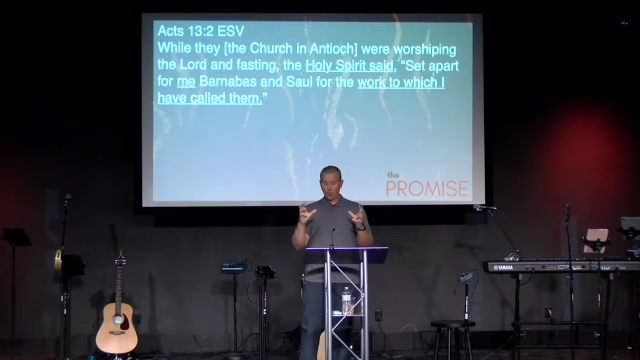 Acts 13:2 ESV
While they [the Church in Antioch] were worshiping
the Lord and fasting, the Holy Spirit said, “Set apart
for me Barnabas and Saul for the work to which I
have called them.”
the
PROMISE
YAMAHA